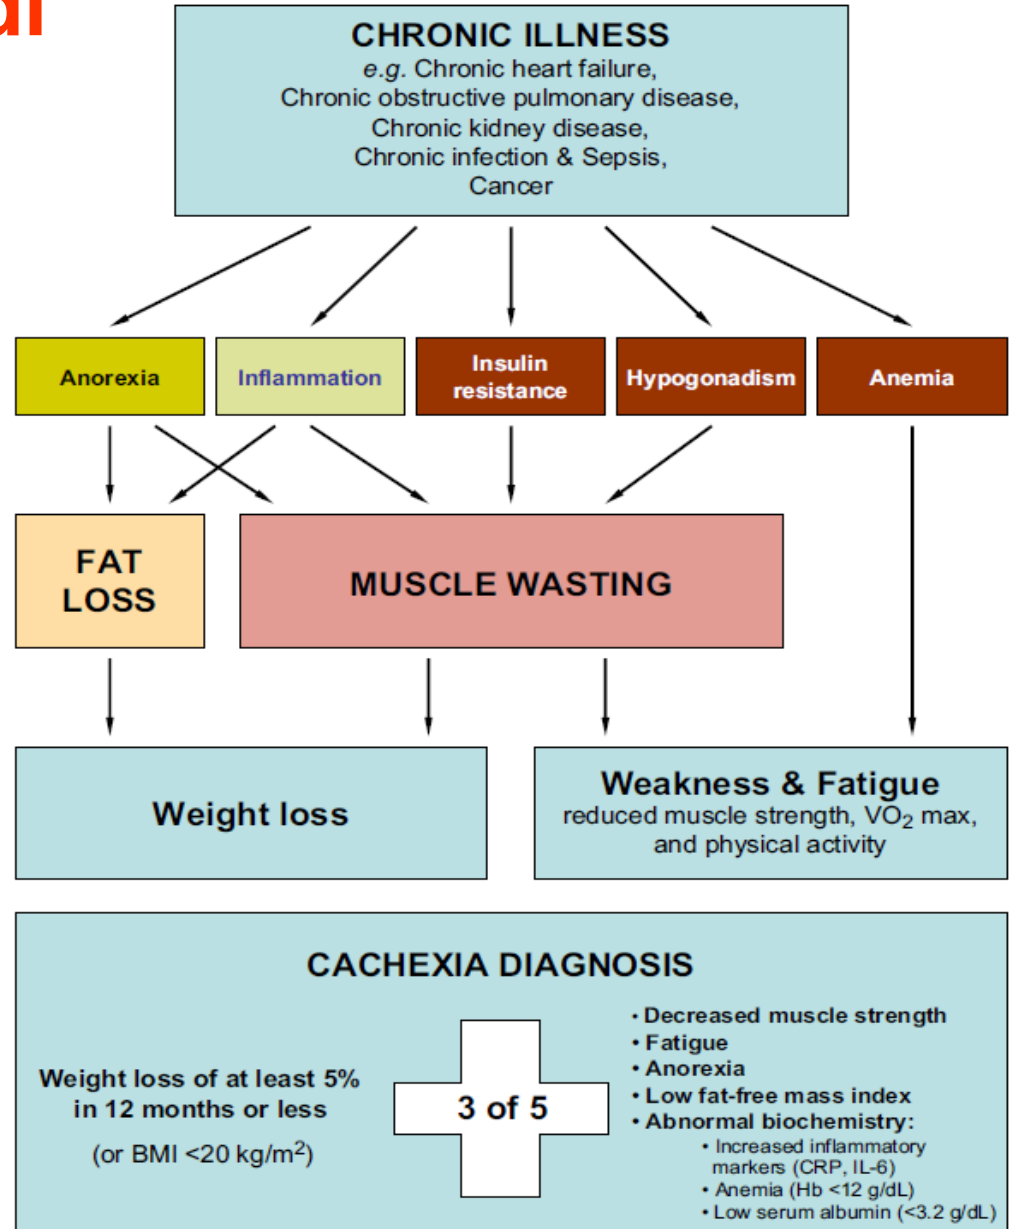 CHRONIC ILLNESS
e.g. Chronic heart failure,
Chronic obstructive pulmonary disease,
Chronic kidney disease,
Chronic infection & Sepsis,
Cancer
Anorexia
Inflammation
Insulin
resistance
Hypogonadism
Anemia
FAT
LOSS
MUSCLE WASTING
Weight loss
Weakness & Fatigue
reduced muscle strength, VO2 max,
and physical activity
CACHEXIA DIAGNOSIS
Weight loss of at least 5%
in 12 months or less
(or BMI <20 kg/m²)
3 of 5
• Decreased muscle strength
• Fatigue
• Anorexia
• Low fat-free mass index
• Abnormal biochemistry:
• Increased inflammatory
markers (CRP, IL-6)
• Anemia (Hb <12 g/dL)
• Low serum albumin (<3.2 g/dL)